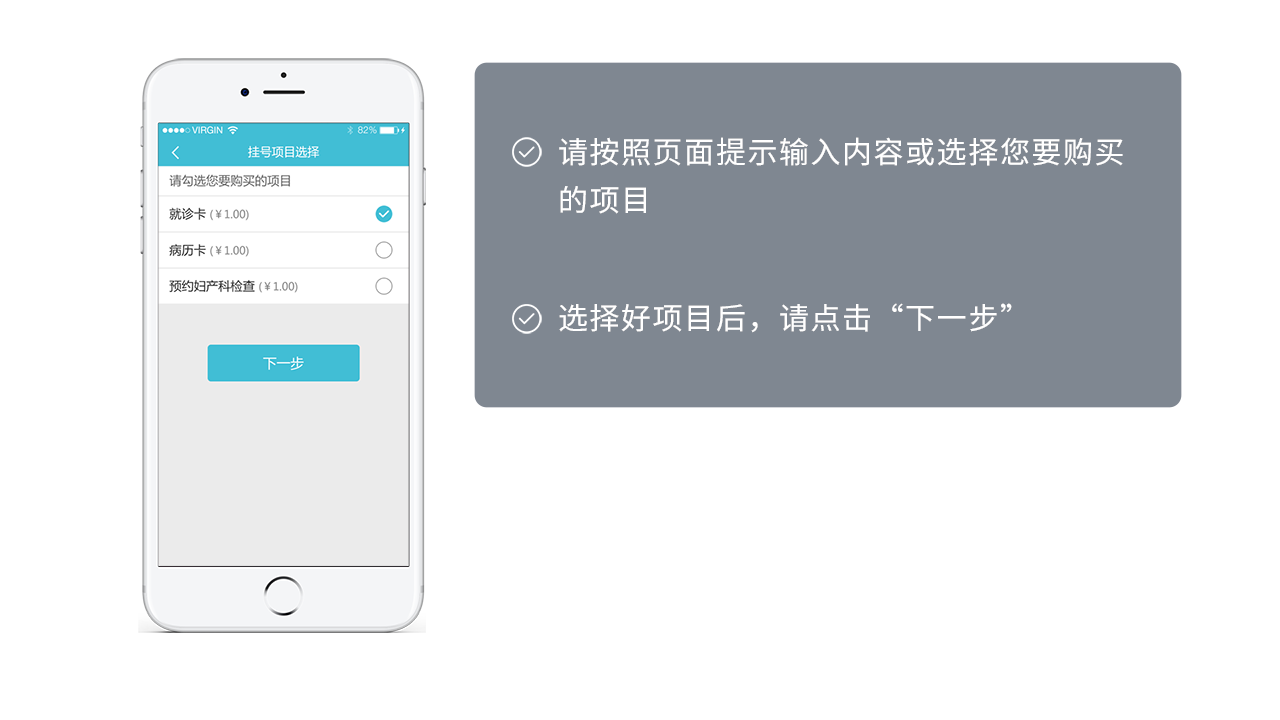 VIRGIN 82%
挂号项目选择
请勾选您要购买的项目
就诊卡 (￥1.00)
病历卡 (￥1.00)
预约妇产科检查 (￥1.00)
下一步
请按照页面提示输入内容或选择您要购买
的项目
选择好项目后，请点击“下一步”